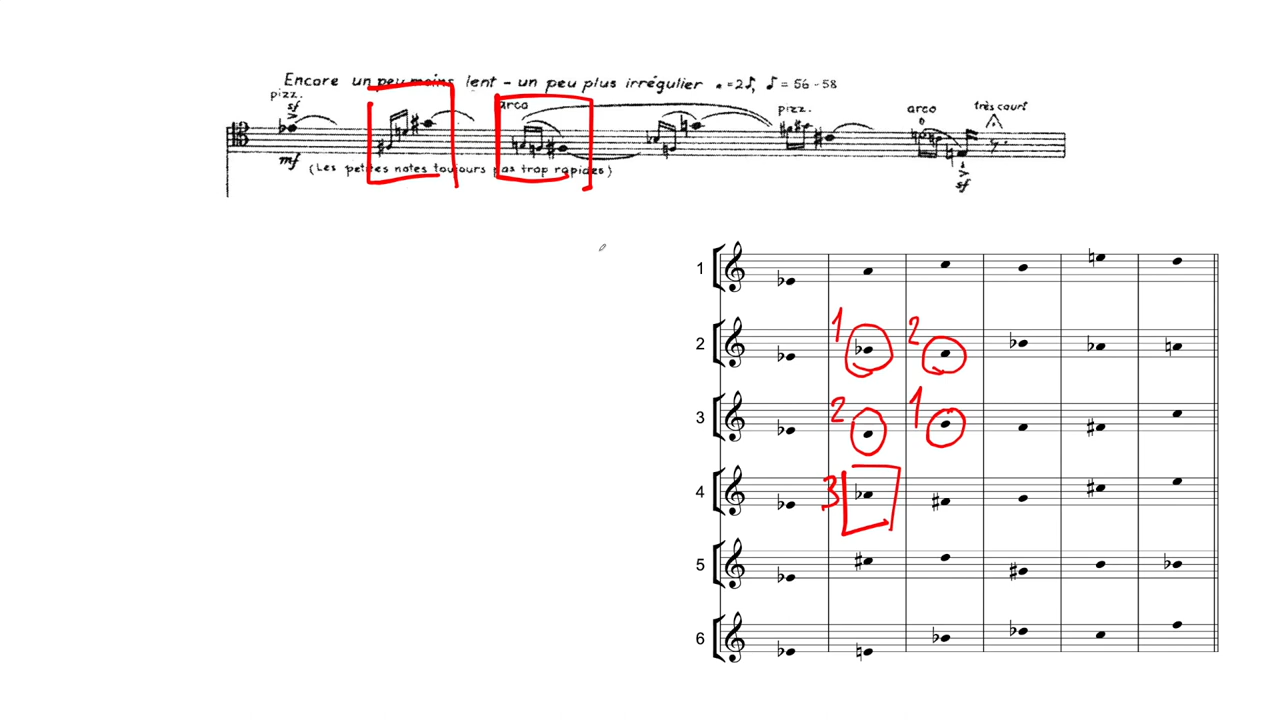 Encore un peu moins lent - un peu plus irrégulier ♩=2♪, ♪=56-58
pizz. arco pizz. arco très court
sf
mf (Les petites notes toujours pas trop rapides)
sf
1
1 2
2
2 1
3
3
4
5
6